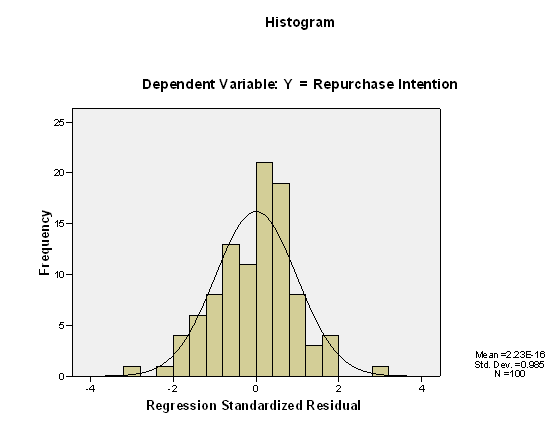 Histogram
Dependent Variable: Y = Repurchase Intention
25
20
15
10
5
0
Frequency
-4 -2 0 2 4
Regression Standardized Residual
Mean =2.23E-16
Std. Dev. =0.985
N =100